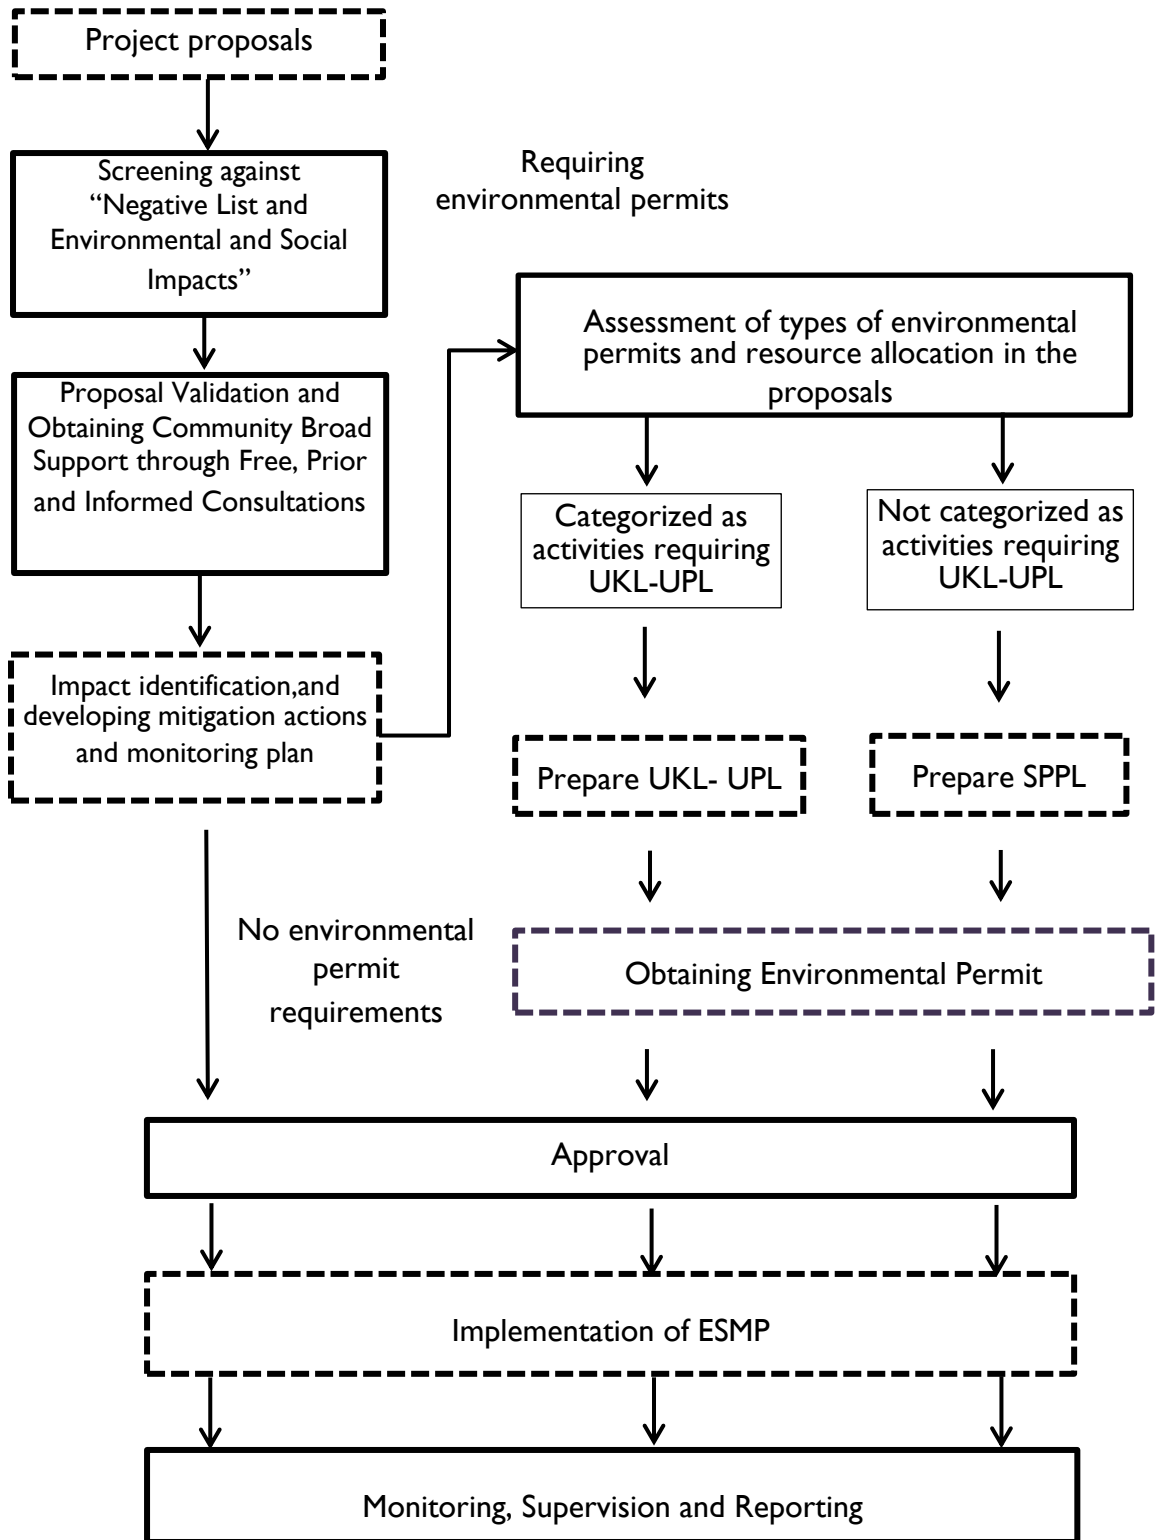 Project proposals
Screening against
“Negative List and
Environmental and Social
Impacts”
Requiring
environmental permits
Proposal Validation and
Obtaining Community Broad
Support through Free, Prior
and Informed Consultations
Assessment of types of environmental
permits and resource allocation in the
proposals
Categorized as
activities requiring
UKL-UPL
Not categorized as
activities requiring
UKL-UPL
Impact identification,and
developing mitigation actions
and monitoring plan
Prepare UKL- UPL
Prepare SPPL
No environmental
permit
requirements
Obtaining Environmental Permit
Approval
Implementation of ESMP
Monitoring, Supervision and Reporting